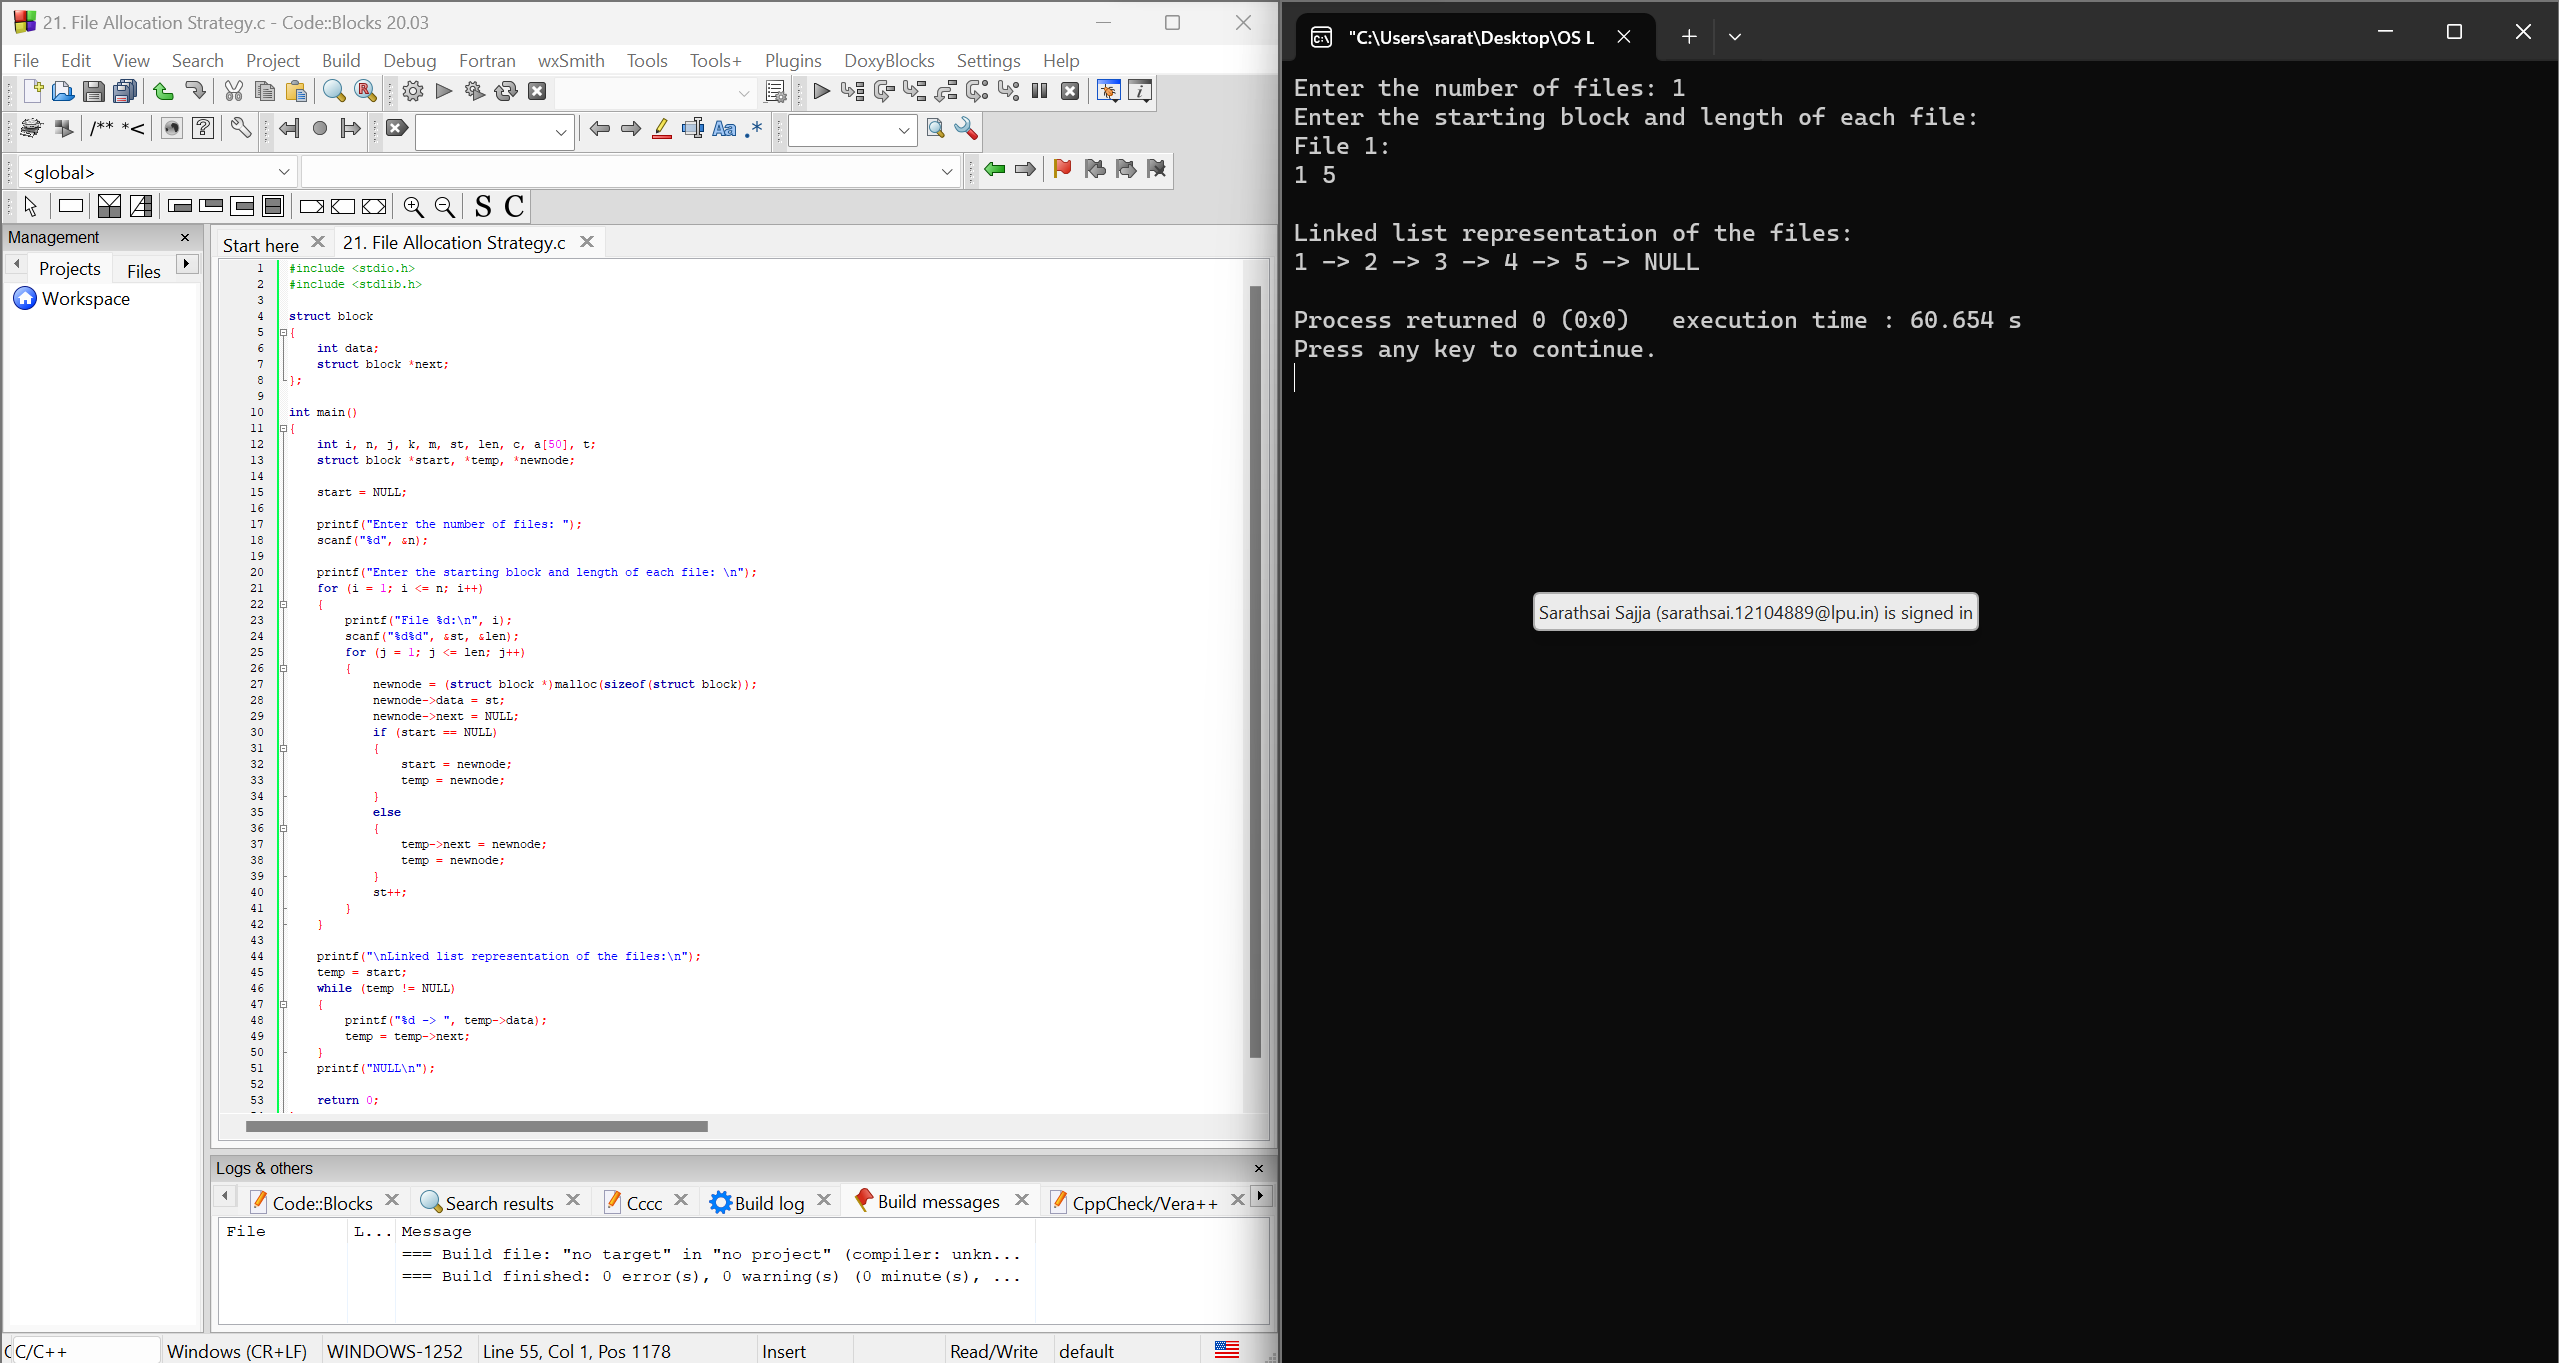 21. File Allocation Strategy.c - Code::Blocks 20.03
File Edit View Search Project Build Debug Fortran wxSmith Tools Tools+ Plugins DoxyBlocks Settings Help
/** *<
Aa .*
<global>
S C
Management
Projects Files
Workspace
Start here 21. File Allocation Strategy.c
1 #include <stdio.h>
2 #include <stdlib.h>
3
4 struct block
5 {
6 int data;
7 struct block *next;
8 };
9
10 int main()
11 {
12 int i, n, j, k, m, st, len, c, a[50], t;
13 struct block *start, *temp, *newnode;
14
15 start = NULL;
16
17 printf("Enter the number of files: ");
18 scanf("%d", &n);
19
20 printf("Enter the starting block and length of each file: \n");
21 for (i = 1; i <= n; i++)
22 {
23 printf("File %d:\n", i);
24 scanf("%d%d", &st, &len);
25 for (j = 1; j <= len; j++)
26 {
27 newnode = (struct block *)malloc(sizeof(struct block));
28 newnode->data = st;
29 newnode->next = NULL;
30 if (start == NULL)
31 {
32 start = newnode;
33 temp = newnode;
34 }
35 else
36 {
37 temp->next = newnode;
38 temp = newnode;
39 }
40 st++;
41 }
42 }
43
44 printf("\nLinked list representation of the files:\n");
45 temp = start;
46 while (temp != NULL)
47 {
48 printf("%d -> ", temp->data);
49 temp = temp->next;
50 }
51 printf("NULL\n");
52
53 return 0;
Logs & others
Code::Blocks Search results Cccc Build log Build messages CppCheck/Vera++
File L... Message
=== Build file: "no target" in "no project" (compiler: unkn...
=== Build finished: 0 error(s), 0 warning(s) (0 minute(s), ...
C/C++ Windows (CR+LF) WINDOWS-1252 Line 55, Col 1, Pos 1178 Insert Read/Write default
"C:\Users\sarat\Desktop\OS L
Enter the number of files: 1
Enter the starting block and length of each file:
File 1:
1 5
Linked list representation of the files:
1 -> 2 -> 3 -> 4 -> 5 -> NULL
Process returned 0 (0x0) execution time : 60.654 s
Press any key to continue.
Sarathsai Sajja (sarathsai.12104889@lpu.in) is signed in